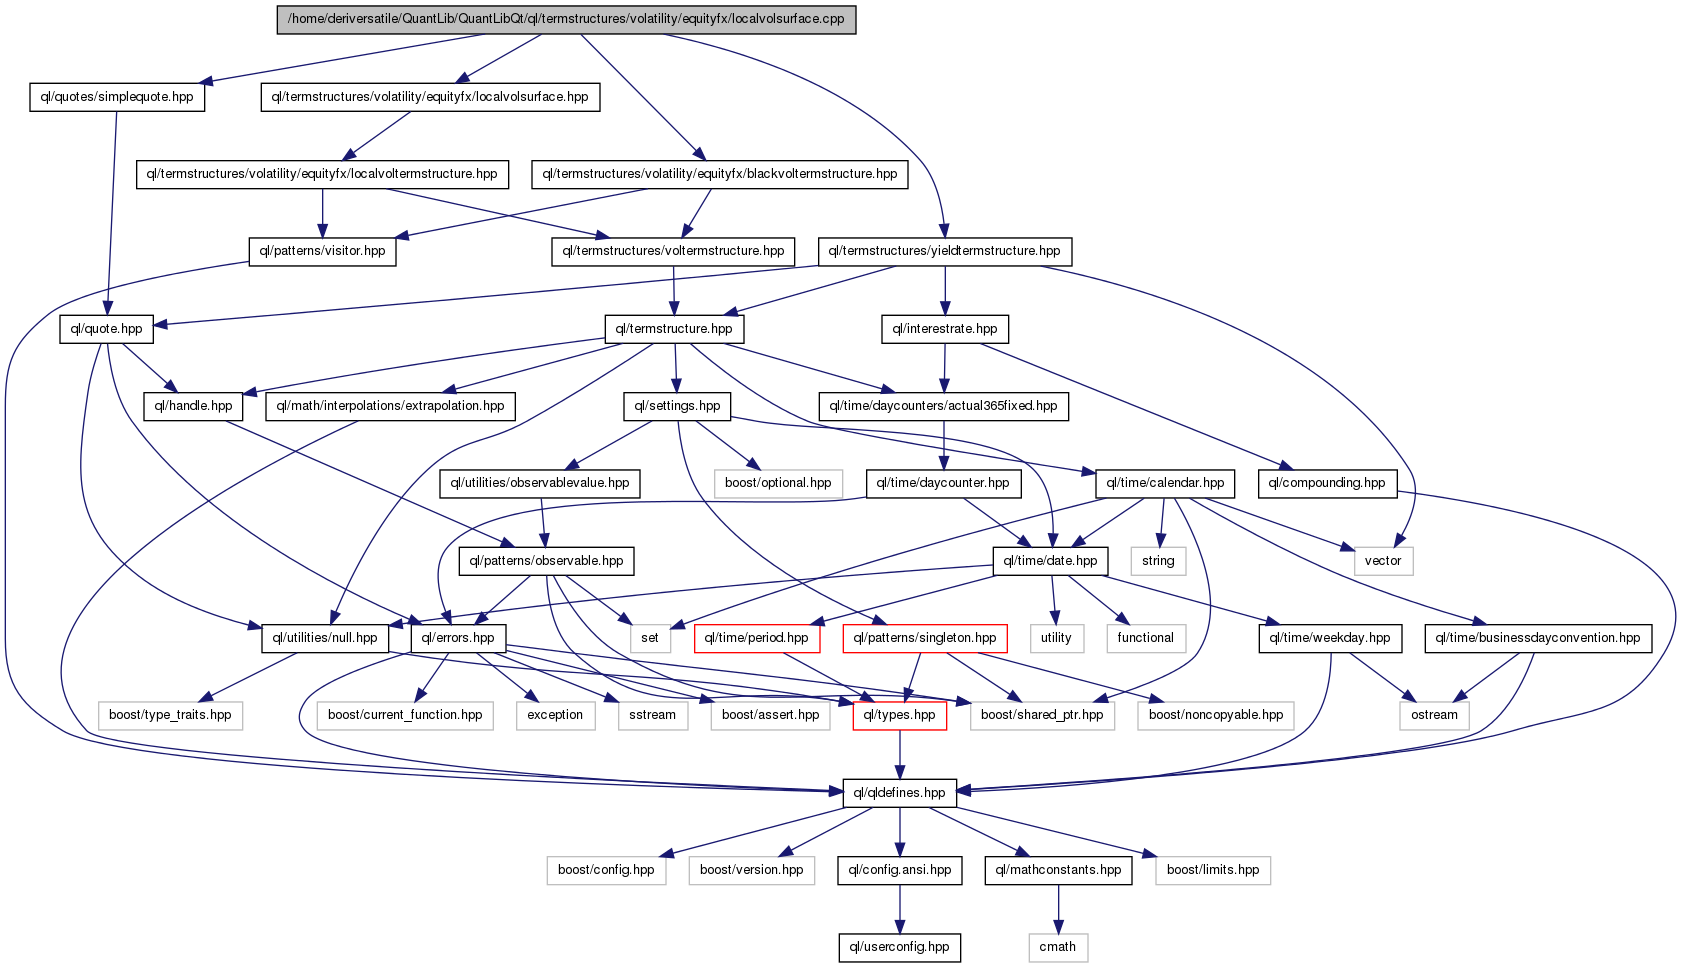 /home/deriversatile/QuantLib/QuantLibQt/ql/termstructures/volatility/equityfx/localvolsurface.cpp
ql/quotes/simplequote.hpp
ql/termstructures/volatility/equityfx/localvolsurface.hpp
ql/termstructures/volatility/equityfx/localvoltermstructure.hpp
ql/termstructures/volatility/equityfx/blackvoltermstructure.hpp
ql/patterns/visitor.hpp
ql/termstructures/voltermstructure.hpp
ql/termstructures/yieldtermstructure.hpp
ql/quote.hpp
ql/termstructure.hpp
ql/interestrate.hpp
ql/handle.hpp
ql/math/interpolations/extrapolation.hpp
ql/settings.hpp
ql/time/daycounters/actual365fixed.hpp
ql/utilities/observablevalue.hpp
boost/optional.hpp
ql/time/daycounter.hpp
ql/time/calendar.hpp
ql/compounding.hpp
ql/patterns/observable.hpp
ql/time/date.hpp
string
vector
ql/utilities/null.hpp
ql/errors.hpp
set
ql/time/period.hpp
ql/patterns/singleton.hpp
utility
functional
ql/time/weekday.hpp
ql/time/businessdayconvention.hpp
boost/type_traits.hpp
boost/current_function.hpp
exception
sstream
boost/assert.hpp
ql/types.hpp
boost/shared_ptr.hpp
boost/noncopyable.hpp
ostream
ql/qldefines.hpp
boost/config.hpp
boost/version.hpp
ql/config.ansi.hpp
ql/mathconstants.hpp
boost/limits.hpp
ql/userconfig.hpp
cmath